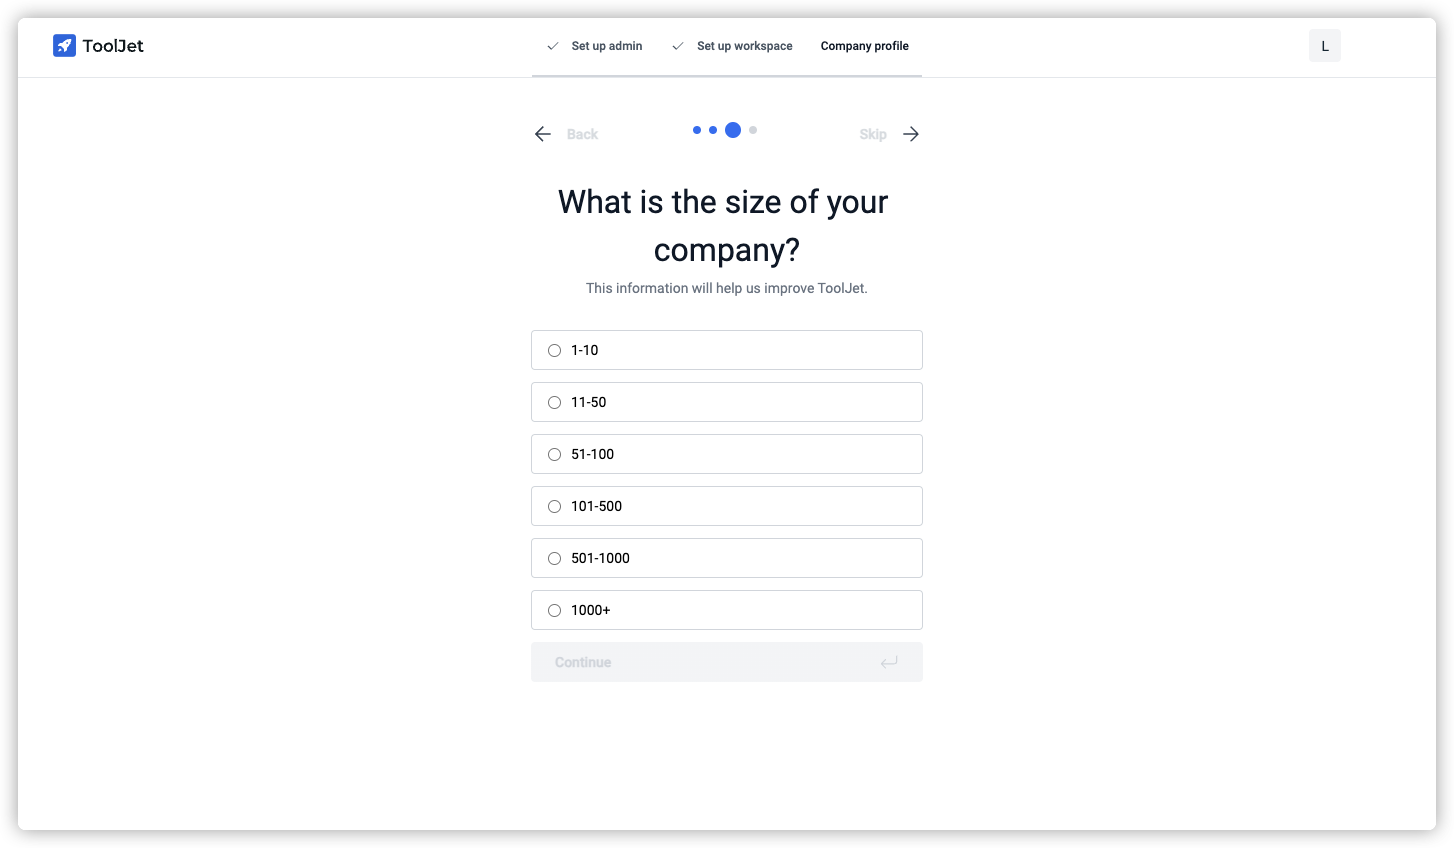 ToolJet
Set up admin
Set up workspace
Company profile
L
Back
Skip
What is the size of your
company?
This information will help us improve ToolJet.
1-10
11-50
51-100
101-500
501-1000
1000+
Continue